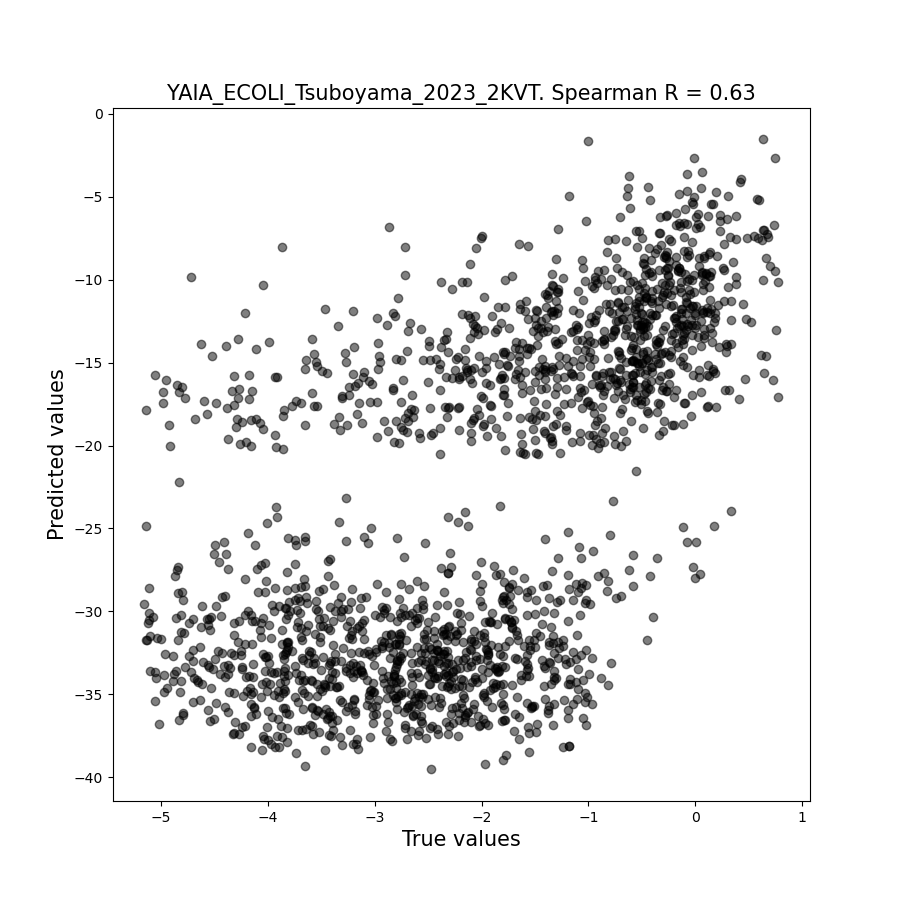 YAIA_ECOLI_Tsuboyama_2023_2KVT. Spearman R = 0.63
Predicted values
0
−5
−10
−15
−20
−25
−30
−35
−40
−5 −4 −3 −2 −1 0 1
True values